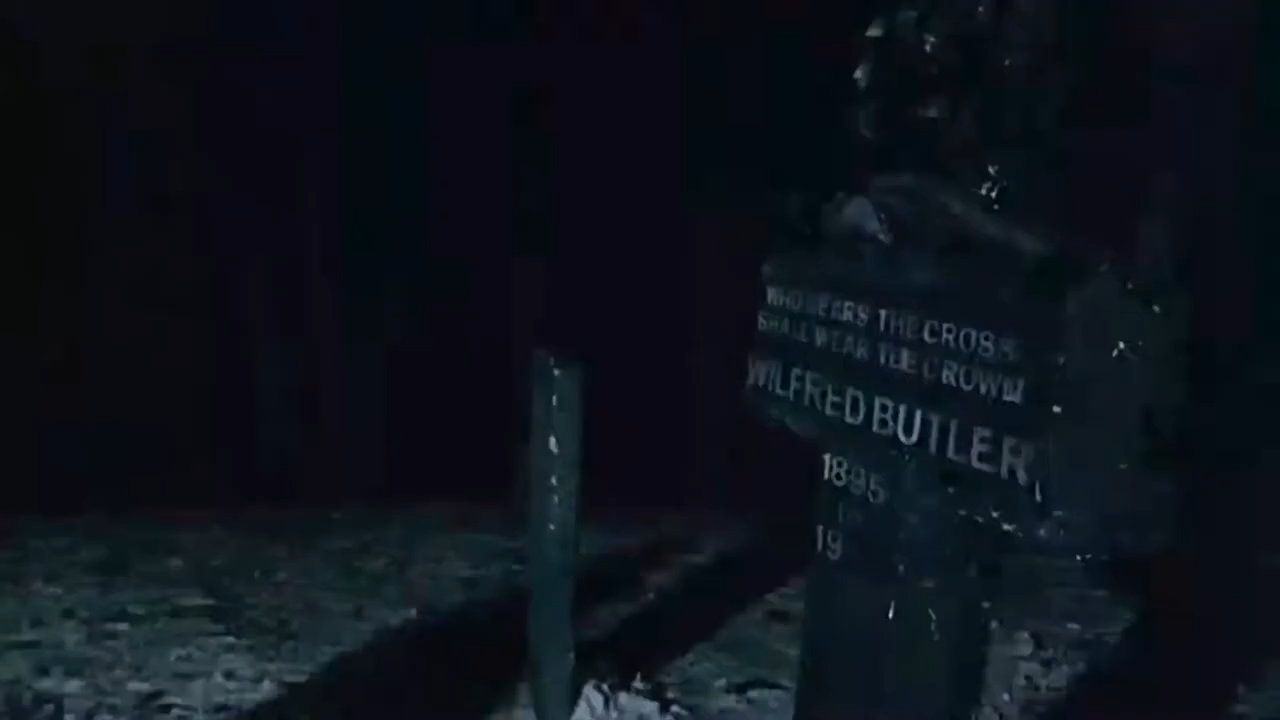 WHO BEARS THE CROSS
SHALL WEAR THE CROWN
WILFRED BUTLER
1895
19